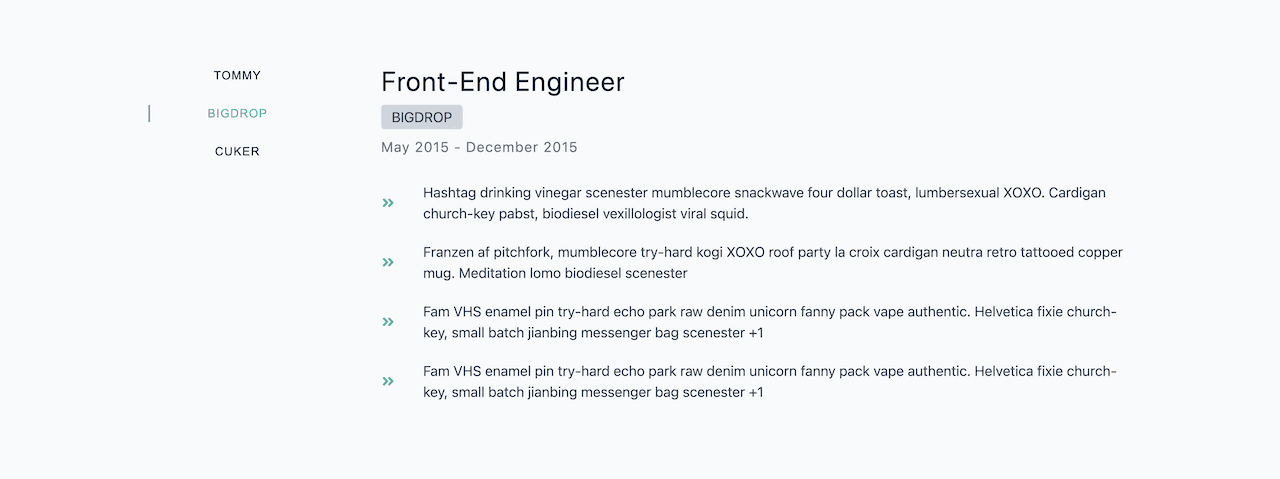 TOMMY
BIGDROP
CUKER
Front-End Engineer
BIGDROP
May 2015 - December 2015
Hashtag drinking vinegar scenester mumblecore snackwave four dollar toast, lumbersexual XOXO. Cardigan
church-key pabst, biodiesel vexillologist viral squid.
Franzen af pitchfork, mumblecore try-hard kogi XOXO roof party la croix cardigan neutra retro tattooed copper
mug. Meditation lomo biodiesel scenester
Fam VHS enamel pin try-hard echo park raw denim unicorn fanny pack vape authentic. Helvetica fixie church-
key, small batch jianbing messenger bag scenester +1
Fam VHS enamel pin try-hard echo park raw denim unicorn fanny pack vape authentic. Helvetica fixie church-
key, small batch jianbing messenger bag scenester +1